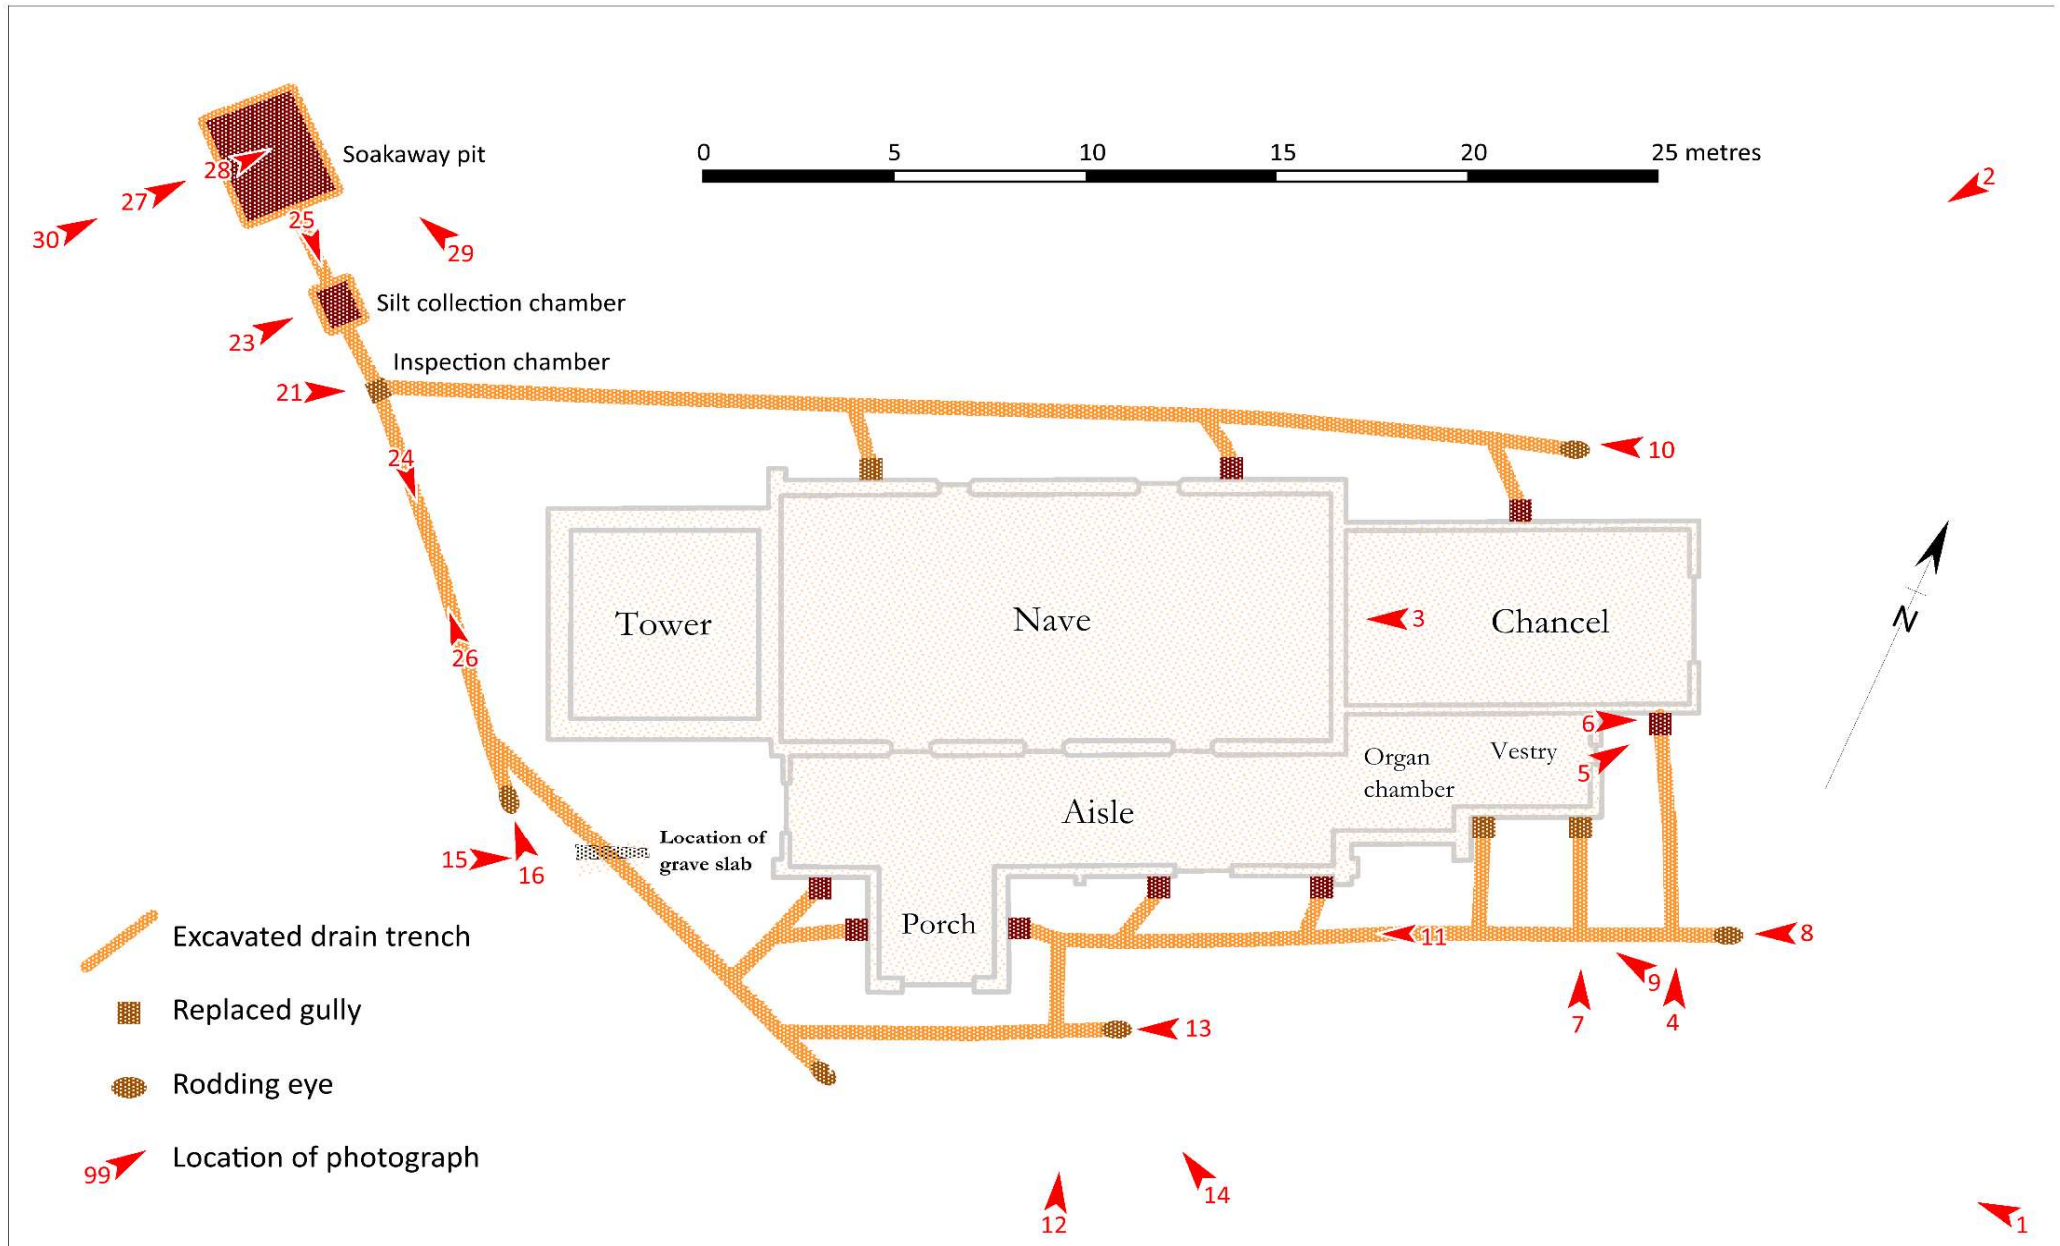 0 5 10 15 20 25 metres
Soakaway pit
28
27
30
25
29
2
Silt collection chamber
23
Inspection chamber
21
24
10
Tower
Nave
3
Chancel
N
26
6
Organ
chamber
Vestry
5
Aisle
Location of
grave slab
15
16
Porch
11
8
9
7
4
13
Excavated drain trench
Replaced gully
Rodding eye
99
Location of photograph
12
14
1